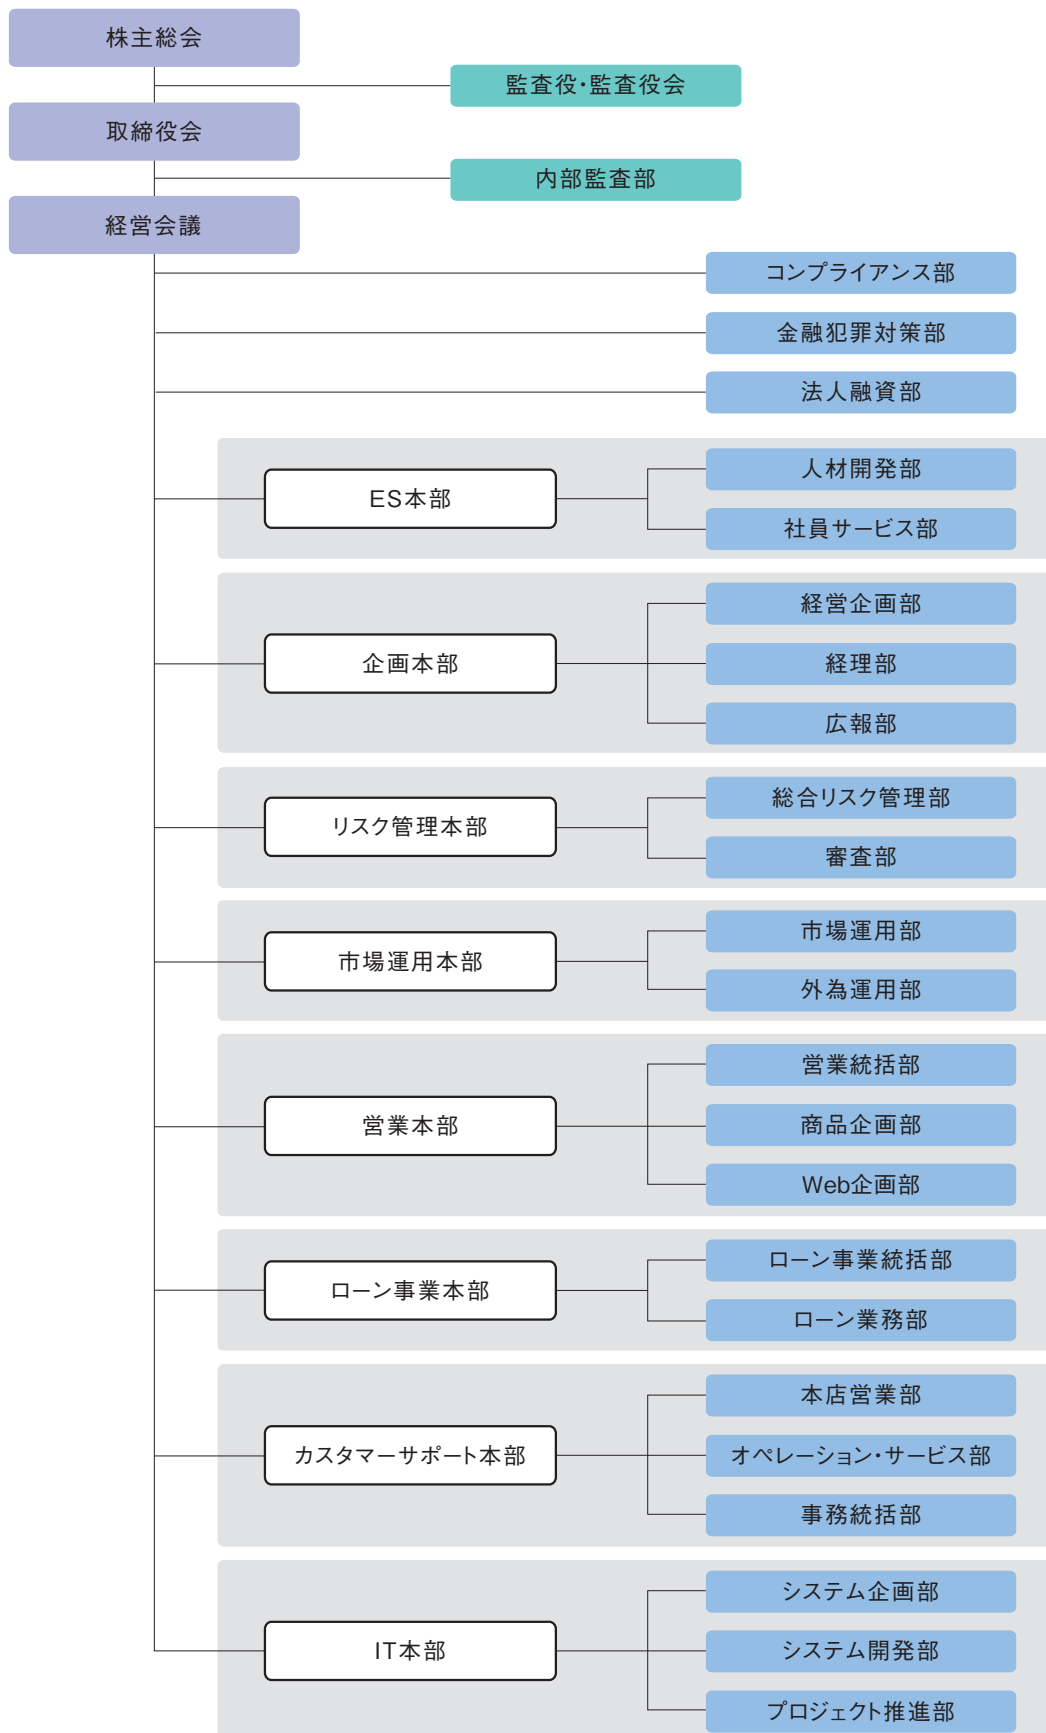 株主総会
監査役・監査役会
取締役会
内部監査部
経営会議
コンプライアンス部
金融犯罪対策部
法人融資部
ES本部
人材開発部
社員サービス部
企画本部
経営企画部
経理部
広報部
リスク管理本部
総合リスク管理部
審査部
市場運用本部
市場運用部
外為運用部
営業本部
営業統括部
商品企画部
Web企画部
ローン事業本部
ローン事業統括部
ローン業務部
カスタマーサポート本部
本店営業部
オペレーション・サービス部
事務統括部
IT本部
システム企画部
システム開発部
プロジェクト推進部